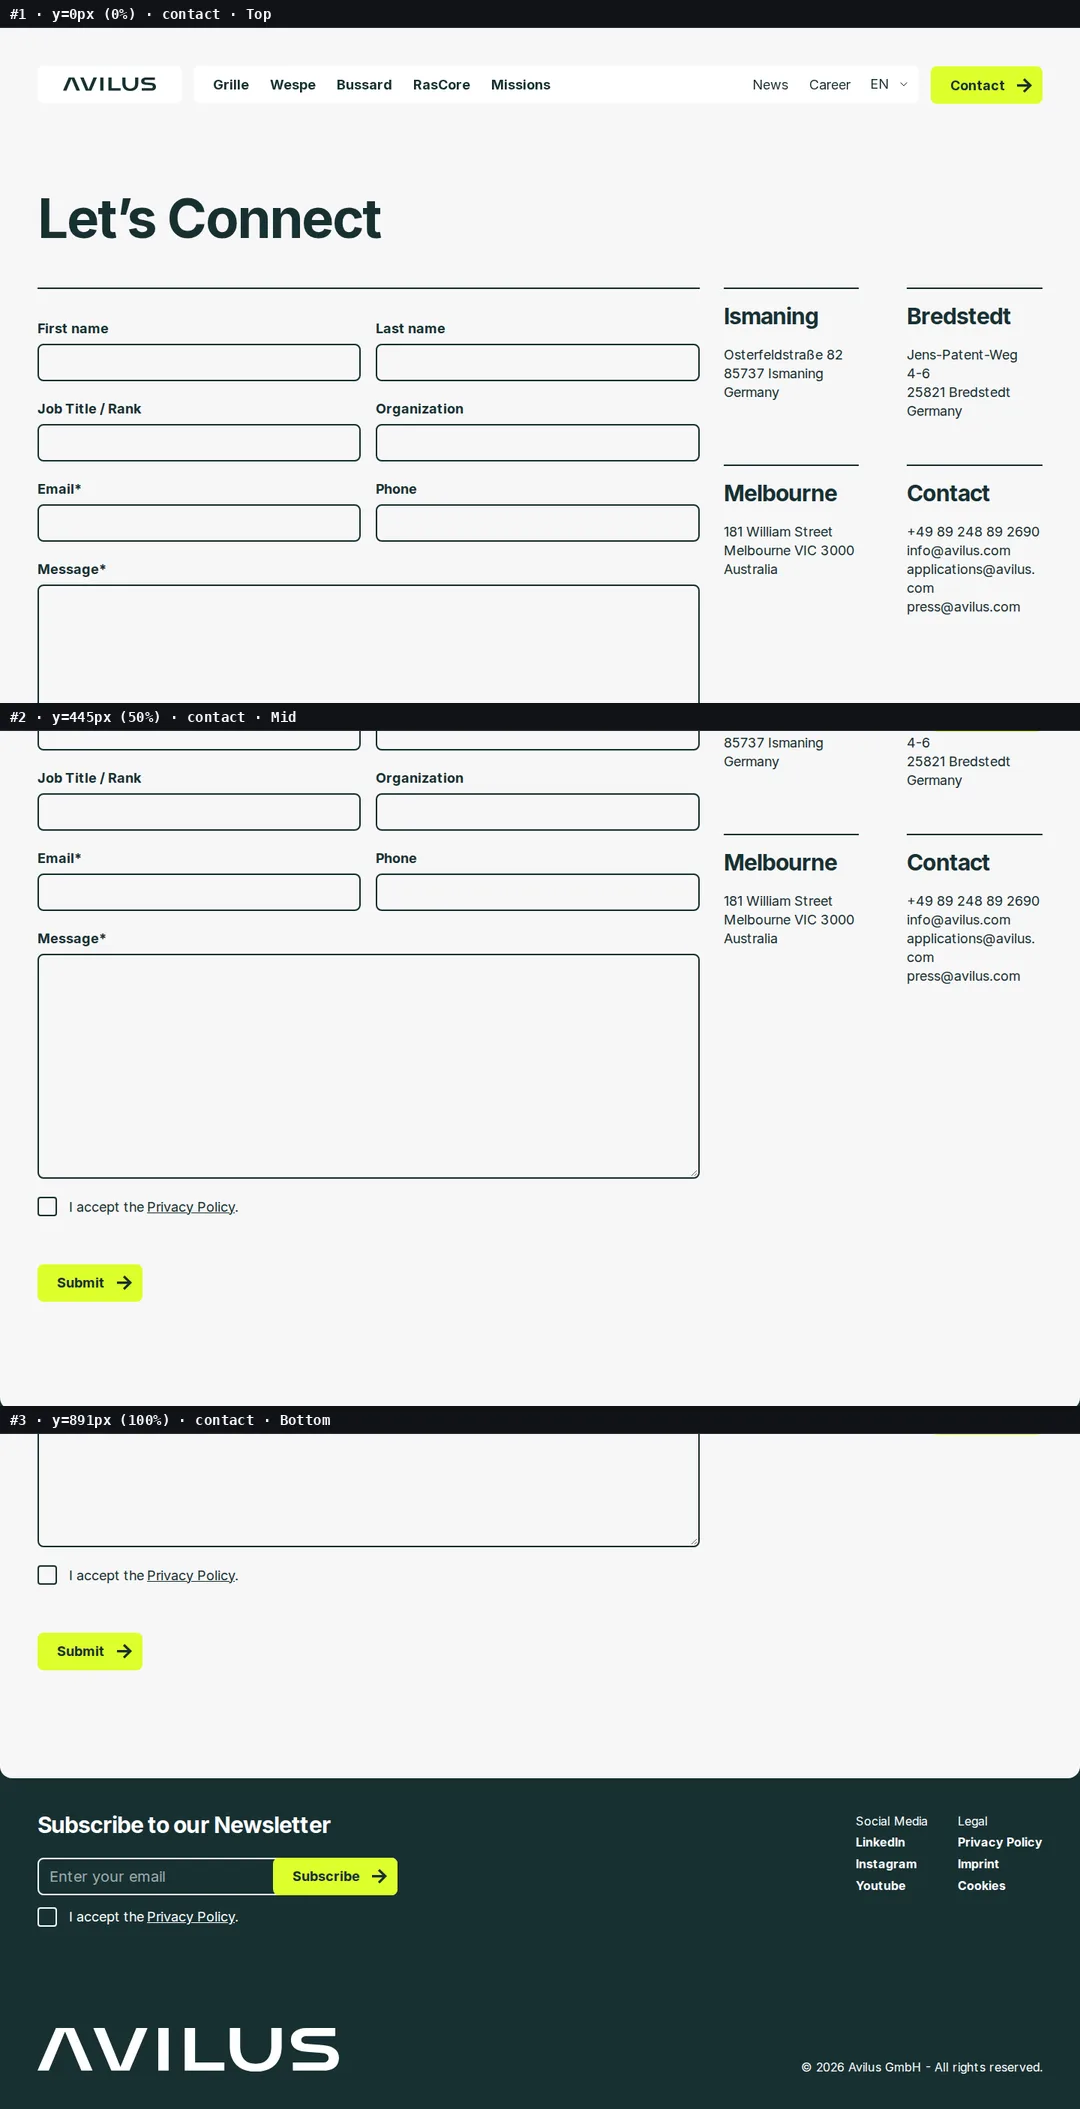 #1 · y=0px (0%) · contact · Top
AVILUS
Grille Wespe Bussard RasCore Missions
News Career EN
Contact
Let’s Connect
First name
Last name
Job Title / Rank
Organization
Email*
Phone
Message*
Ismaning
Osterfeldstraße 82
85737 Ismaning
Germany
Bredstedt
Jens-Patent-Weg
4-6
25821 Bredstedt
Germany
Melbourne
181 William Street
Melbourne VIC 3000
Australia
Contact
+49 89 248 89 2690
info@avilus.com
applications@avilus.
com
press@avilus.com
#2 · y=445px (50%) · contact · Mid
85737 Ismaning
Germany
4-6
25821 Bredstedt
Germany
Job Title / Rank
Organization
Email*
Phone
Message*
Melbourne
181 William Street
Melbourne VIC 3000
Australia
Contact
+49 89 248 89 2690
info@avilus.com
applications@avilus.
com
press@avilus.com
I accept the Privacy Policy.
Submit
#3 · y=891px (100%) · contact · Bottom
I accept the Privacy Policy.
Submit
Subscribe to our Newsletter
Enter your email
Subscribe
I accept the Privacy Policy.
Social Media
LinkedIn
Instagram
Youtube
Legal
Privacy Policy
Imprint
Cookies
AVILUS
© 2026 Avilus GmbH - All rights reserved.